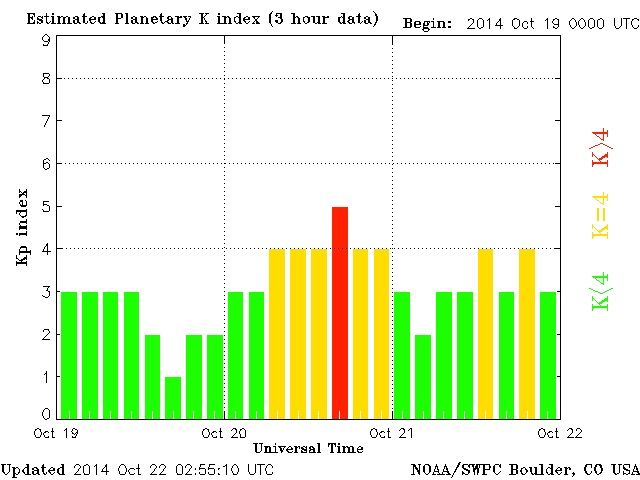 Estimated Planetary K index (3 hour data) Begin: 2014 Oct 19 0000 UTC
9
8
7
6
5
4
3
2
1
0
Kp index
K>4
K=4
K<4
Oct 19 Oct 20 Oct 21 Oct 22
Universal Time
Updated 2014 Oct 22 02:55:10 UTC NOAA/SWPC Boulder, CO USA